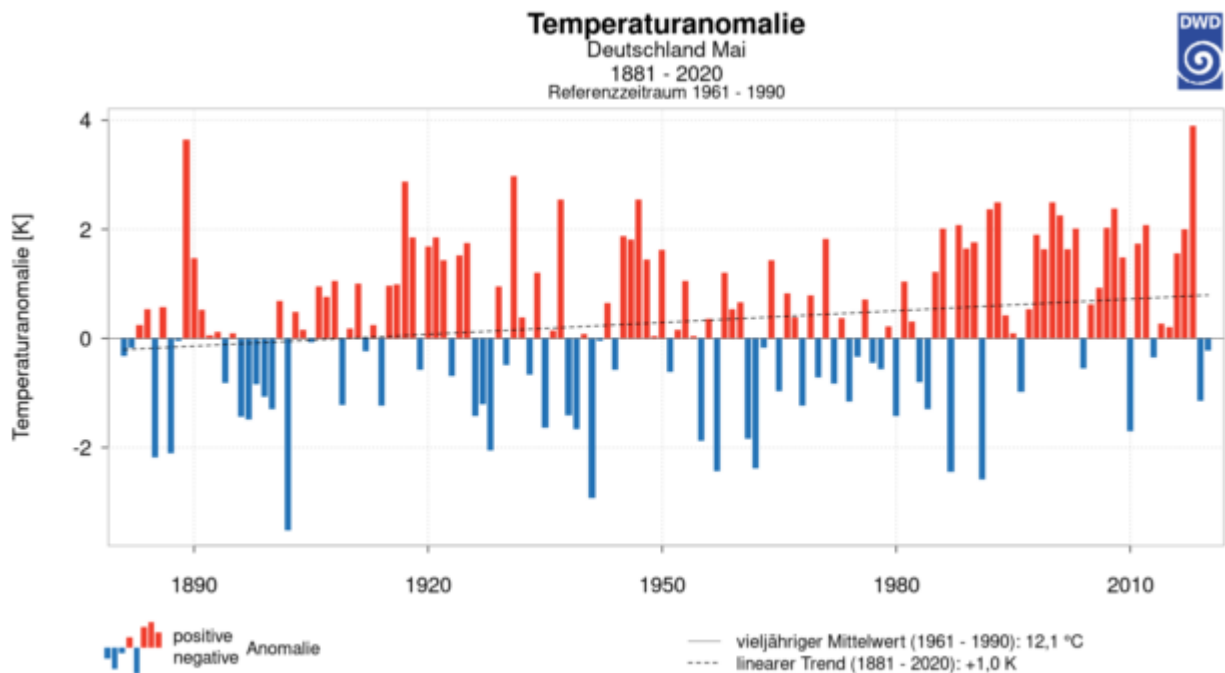 Temperaturanomalie
Deutschland Mai
1881 - 2020
Referenzzeitraum 1961 - 1990
DWD
Temperaturanomalie [K]
4
2
0
-2
1890 1920 1950 1980 2010
positive
negative
Anomalie
vieljähriger Mittelwert (1961 - 1990): 12,1 °C
linearer Trend (1881 - 2020): +1,0 K